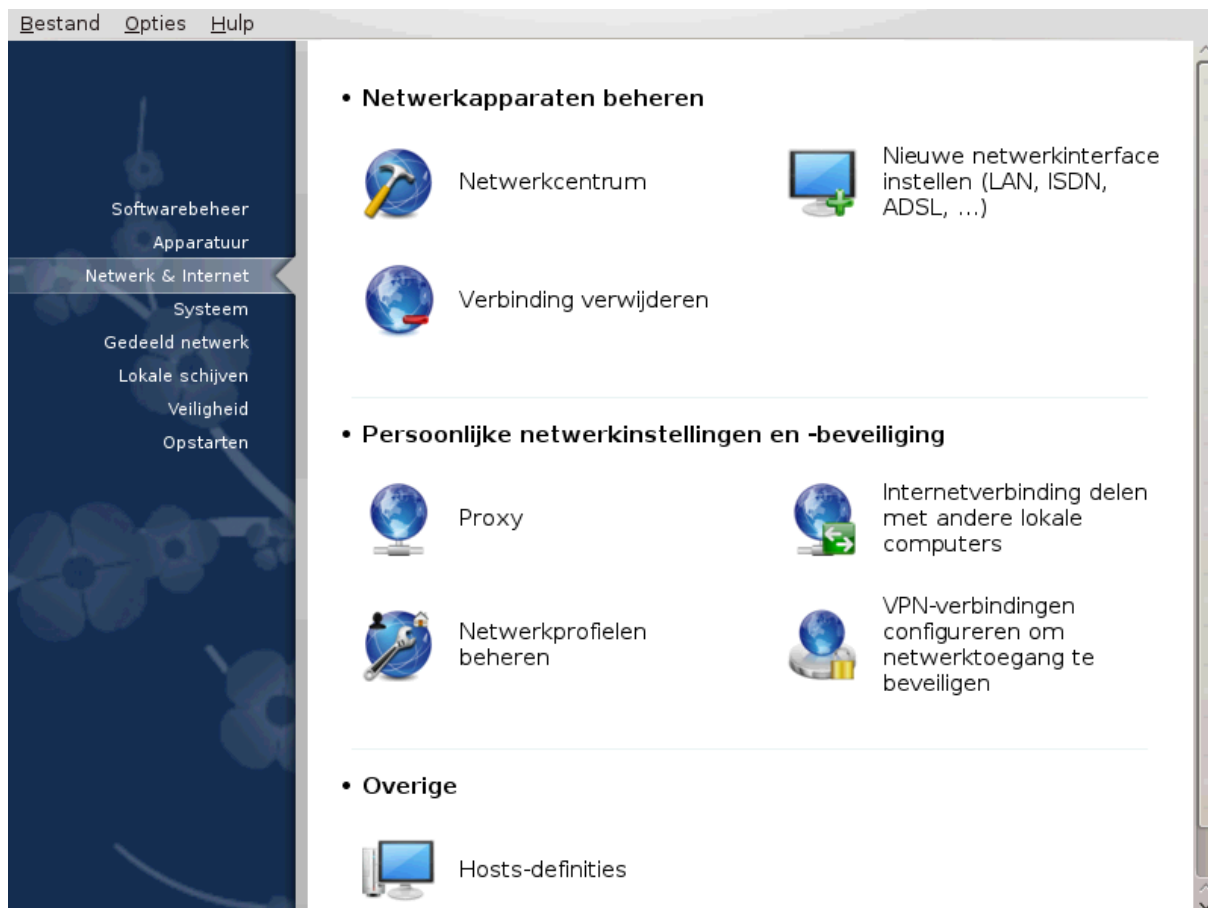 Bestand Opties Hulp
Softwarebeheer
Apparatuur
Netwerk & Internet
Systeem
Gedeeld netwerk
Lokale schijven
Veiligheid
Opstarten
• Netwerkapparaten beheren
Netwerkcentrum
Nieuwe netwerkinterface
instellen (LAN, ISDN,
ADSL, ...)
Verbinding verwijderen
• Persoonlijke netwerkinstellingen en -beveiliging
Proxy
Internetverbinding delen
met andere lokale
computers
Netwerkprofielen
beheren
VPN-verbindingen
configureren om
netwerktoegang te
beveiligen
• Overige
Hosts-definities